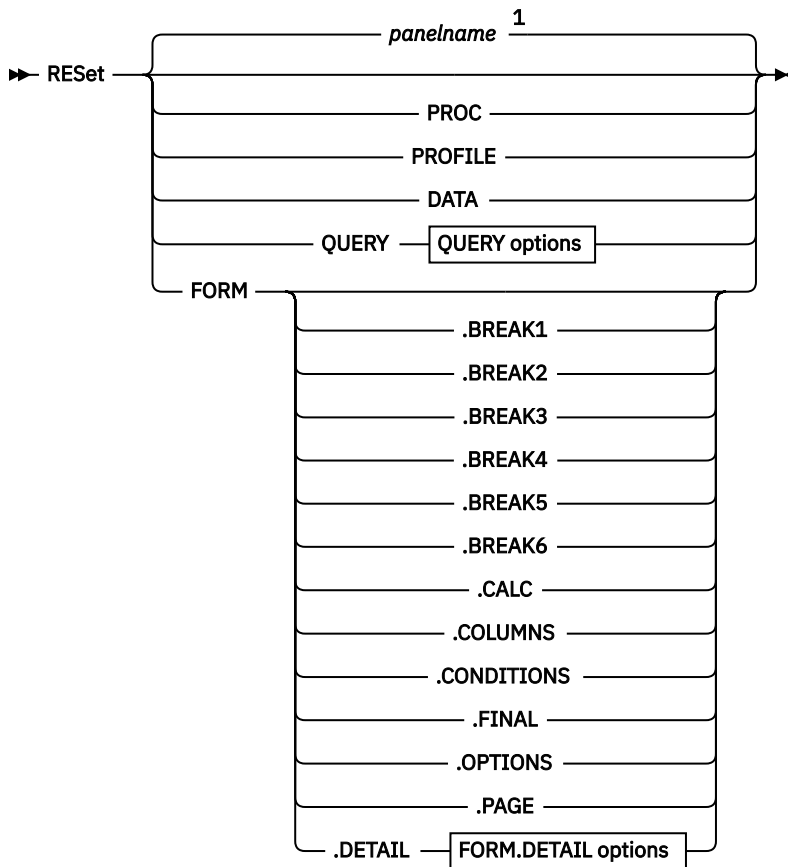 panelname 1
RESet
PROC
PROFILE
DATA
QUERY QUERY options
FORM
.BREAK1
.BREAK2
.BREAK3
.BREAK4
.BREAK5
.BREAK6
.CALC
.COLUMNS
.CONDITIONS
.FINAL
.OPTIONS
.PAGE
.DETAIL FORM.DETAIL options